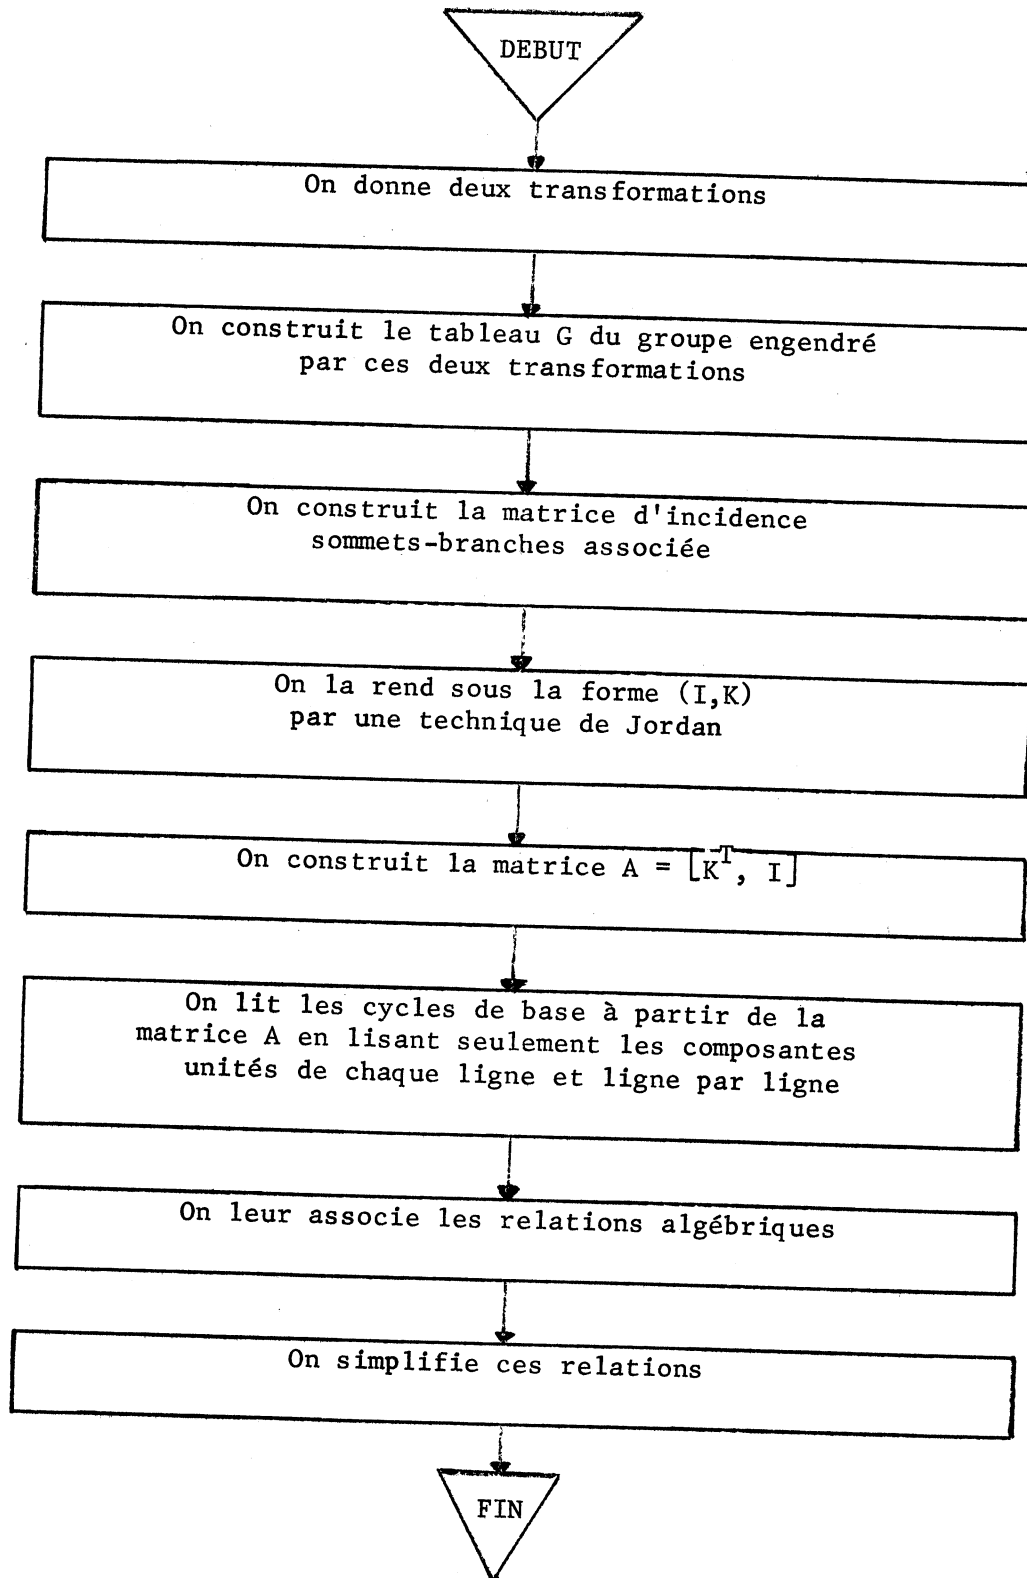 DEBUT
On donne deux transformations
On construit le tableau G du groupe engendré
par ces deux transformations
On construit la matrice d'incidence
sommets-branches associée
On la rend sous la forme (I,K)
par une technique de Jordan
On construit la matrice A = [K^T, I]
On lit les cycles de base à partir de la
matrice A en lisant seulement les composantes
unités de chaque ligne et ligne par ligne
On leur associe les relations algébriques
On simplifie ces relations
FIN